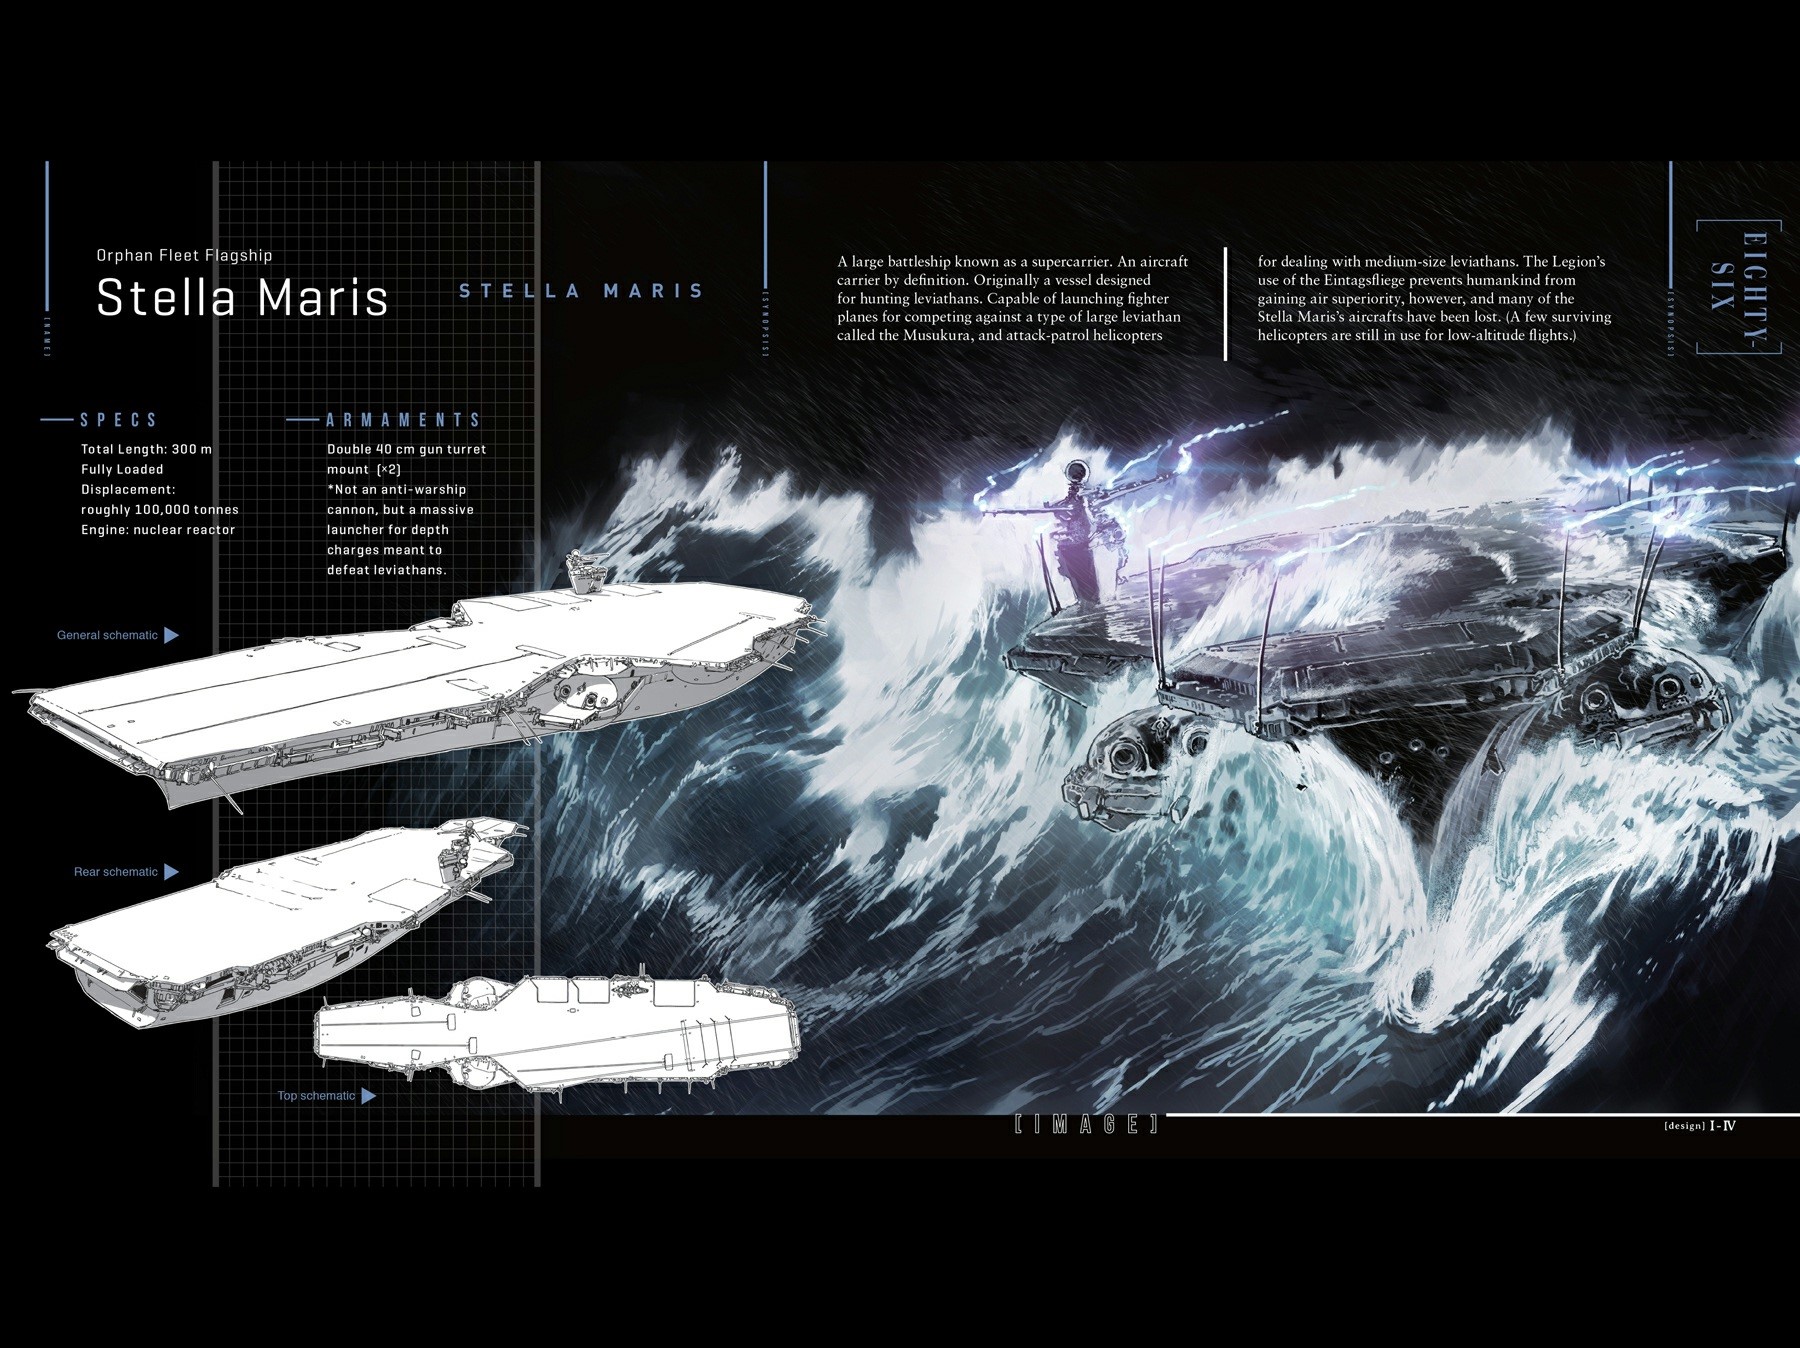 Orphan Fleet Flagship
Stella Maris
STELLA MARIS
[NAME]
[SYNOPSIS]
A large battleship known as a supercarrier. An aircraft
carrier by definition. Originally a vessel designed
for hunting leviathans. Capable of launching fighter
planes for competing against a type of large leviathan
called the Musukura, and attack-patrol helicopters
for dealing with medium-size leviathans. The Legion's
use of the Eintagsfliege prevents humankind from
gaining air superiority, however, and many of the
Stella Maris's aircrafts have been lost. (A few surviving
helicopters are still in use for low-altitude flights.)
[SYNOPSIS]
EIGHTY-
SIX
SPECS
Total Length: 300 m
Fully Loaded
Displacement:
roughly 100,000 tonnes
Engine: nuclear reactor
ARMAMENTS
Double 40 cm gun turret
mount (×2)
*Not an anti-warship
cannon, but a massive
launcher for depth
charges meant to
defeat leviathans.
General schematic
Rear schematic
Top schematic
[IMAGE]
[design] I-IV